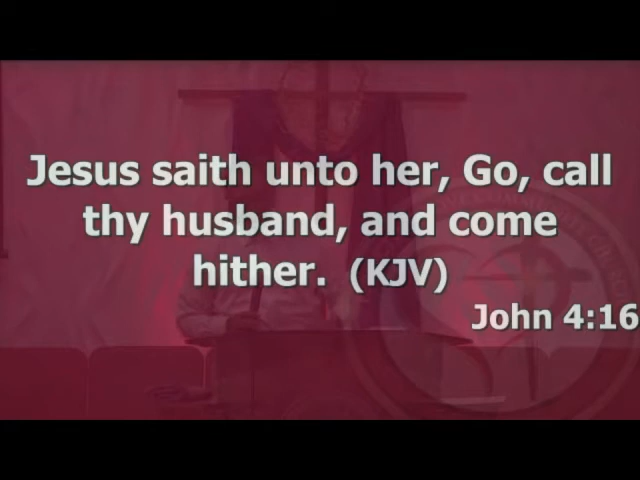 Jesus saith unto her, Go, call
thy husband, and come
hither. (KJV)
John 4:16